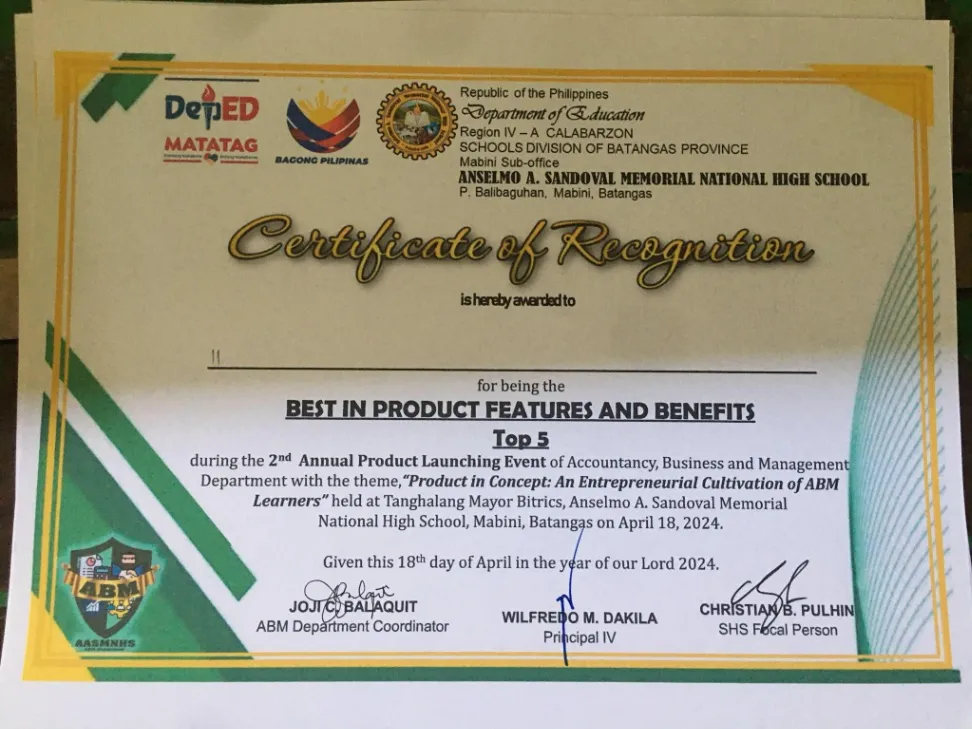 DepED
MATATAG
BAGONG PILIPINAS
Republic of the Philippines
Department of Education
Region IV – A CALABARZON
SCHOOLS DIVISION OF BATANGAS PROVINCE
Mabini Sub-office
ANSELMO A. SANDOVAL MEMORIAL NATIONAL HIGH SCHOOL
P. Balibaguhan, Mabini, Batangas
Certificate of Recognition
is hereby awarded to
for being the
BEST IN PRODUCT FEATURES AND BENEFITS
Top 5
during the 2nd Annual Product Launching Event of Accountancy, Business and Management
Department with the theme,"Product in Concept: An Entrepreneurial Cultivation of ABM
Learners" held at Tanghalang Mayor Bitrics, Anselmo A. Sandoval Memorial
National High School, Mabini, Batangas on April 18, 2024.
Given this 18th day of April in the year of our Lord 2024.
JOJI C. BALAQUIT
ABM Department Coordinator
WILFREDO M. DAKILA
Principal IV
CHRISTIAN B. PULHIN
SHS Focal Person
ABM
AASMNHS